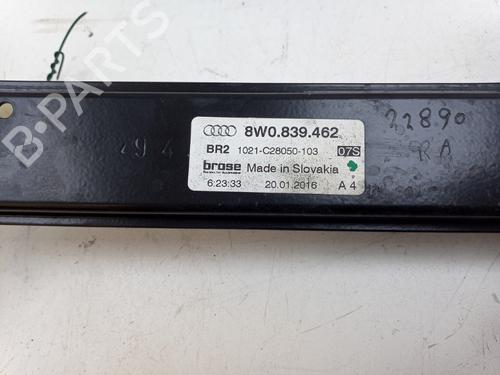 B-PARTS
294
8W0.839.462
BR2 1021-C28050-103 07S
brose Made in Slovakia
6:23:33 20.01.2016 A 4
22890
RA